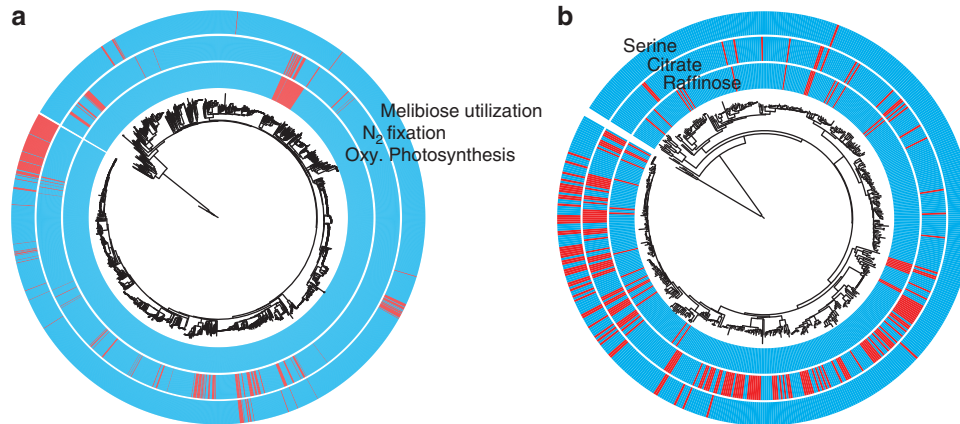 a
Melibiose utilization
N₂ fixation
Oxy. Photosynthesis
b
Serine
Citrate
Raffinose